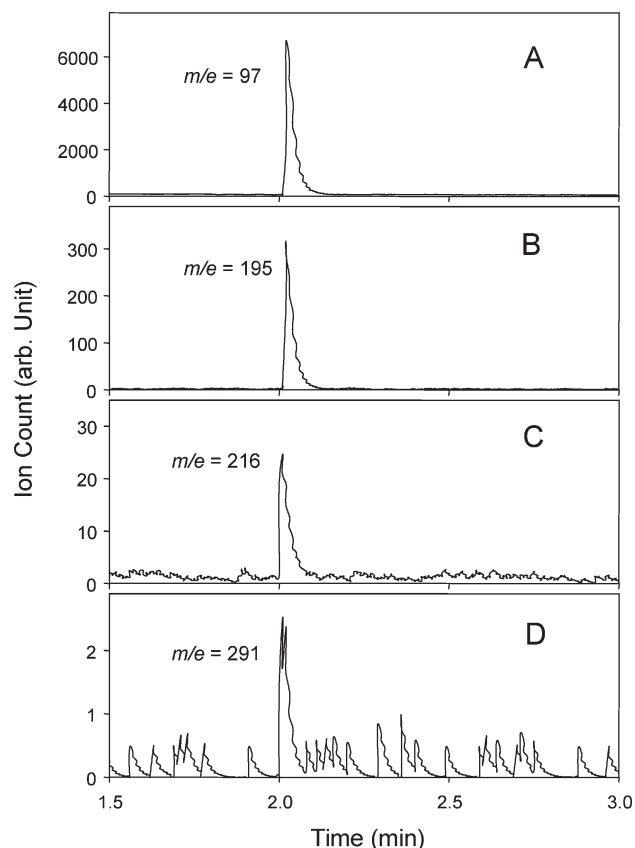 A
m/e = 97
6000
4000
2000
0
B
m/e = 195
300
200
100
0
C
m/e = 216
30
20
10
0
D
m/e = 291
2
1
0
1.5 2.0 2.5 3.0
Time (min)
Ion Count (arb. Unit)